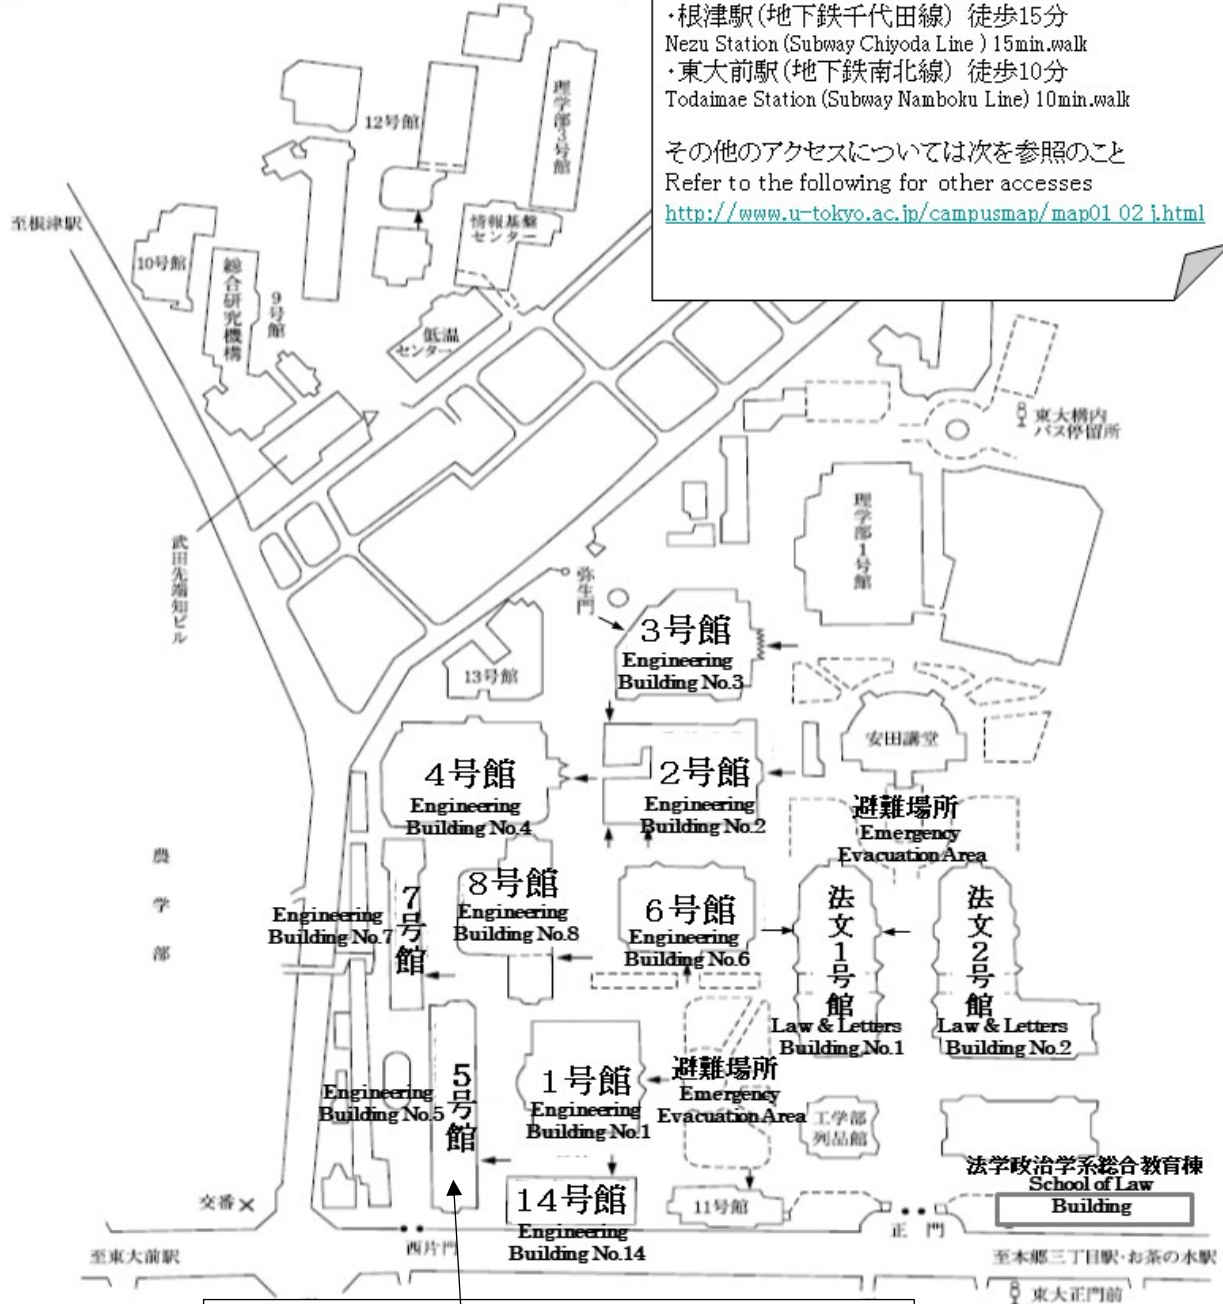 ・根津駅(地下鉄千代田線) 徒歩15分
Nezu Station (Subway Chiyoda Line ) 15min.walk
・東大前駅(地下鉄南北線) 徒歩10分
Todaimae Station (Subway Namboku Line) 10min.walk
その他のアクセスについては次を参照のこと
Refer to the following for other accesses
http://www.u-tokyo.ac.jp/campusmap/map01_02_j.html
理学部3号館
12号館
至根津駅
情報基盤
センター
10号館
総合研究機構
9号館
低温
センター
東大構内
バス停留所
理学部1号館
武田先端知ビル
弥生門
3号館
Engineering
Building No.3
13号館
安田講堂
4号館
Engineering
Building No.4
2号館
Engineering
Building No.2
避難場所
Emergency
Evacuation Area
農学部
7号館
Engineering
Building No.7
8号館
Engineering
Building No.8
6号館
Engineering
Building No.6
法文1号館
Law & Letters
Building No.1
法文2号館
Law & Letters
Building No.2
5号館
Engineering
Building No.5
1号館
Engineering
Building No.1
避難場所
Emergency
Evacuation Area
工学部
列品館
法学政治学系総合教育棟
School of Law
Building
交番
14号館
Engineering
Building No.14
11号館
正門
西片門
至東大前駅
至本郷三丁目駅・お茶の水駅
東大正門前